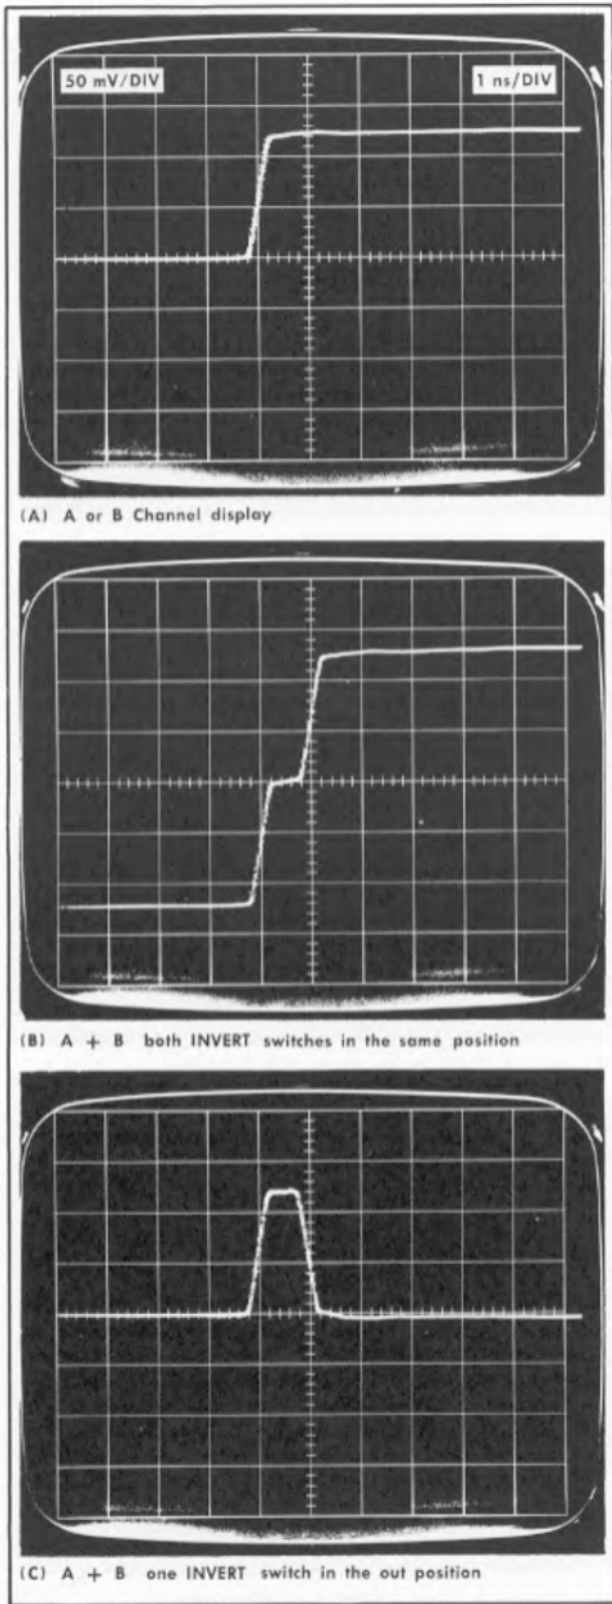 50 mV/DIV 1 ns/DIV
(A) A or B Channel display
(B) A + B both INVERT switches in the same position
(C) A + B one INVERT switch in the out position